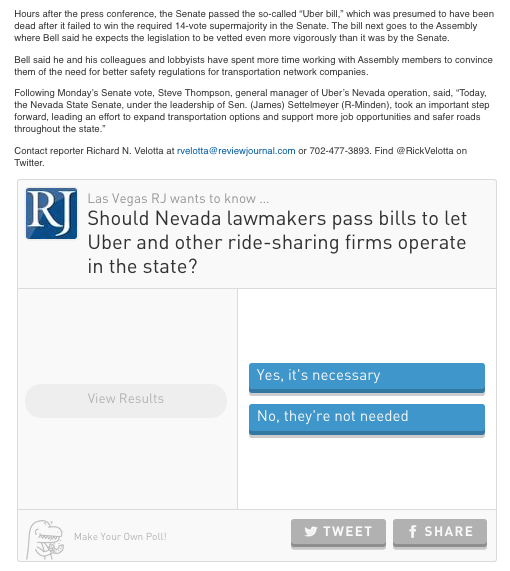 Hours after the press conference, the Senate passed the so-called “Uber bill,” which was presumed to have been
dead after it failed to win the required 14-vote supermajority in the Senate. The bill next goes to the Assembly
where Bell said he expects the legislation to be vetted even more vigorously than it was by the Senate.
Bell said he and his colleagues and lobbyists have spent more time working with Assembly members to convince
them of the need for better safety regulations for transportation network companies.
Following Monday’s Senate vote, Steve Thompson, general manager of Uber’s Nevada operation, said, “Today,
the Nevada State Senate, under the leadership of Sen. (James) Settelmeyer (R-Minden), took an important step
forward, leading an effort to expand transportation options and support more job opportunities and safer roads
throughout the state.”
Contact reporter Richard N. Velotta at rvelotta@reviewjournal.com or 702-477-3893. Find @RickVelotta on
Twitter.
RJ
Las Vegas RJ wants to know ...
Should Nevada lawmakers pass bills to let
Uber and other ride-sharing firms operate
in the state?
View Results
Yes, it's necessary
No, they're not needed
Make Your Own Poll!
TWEET
SHARE